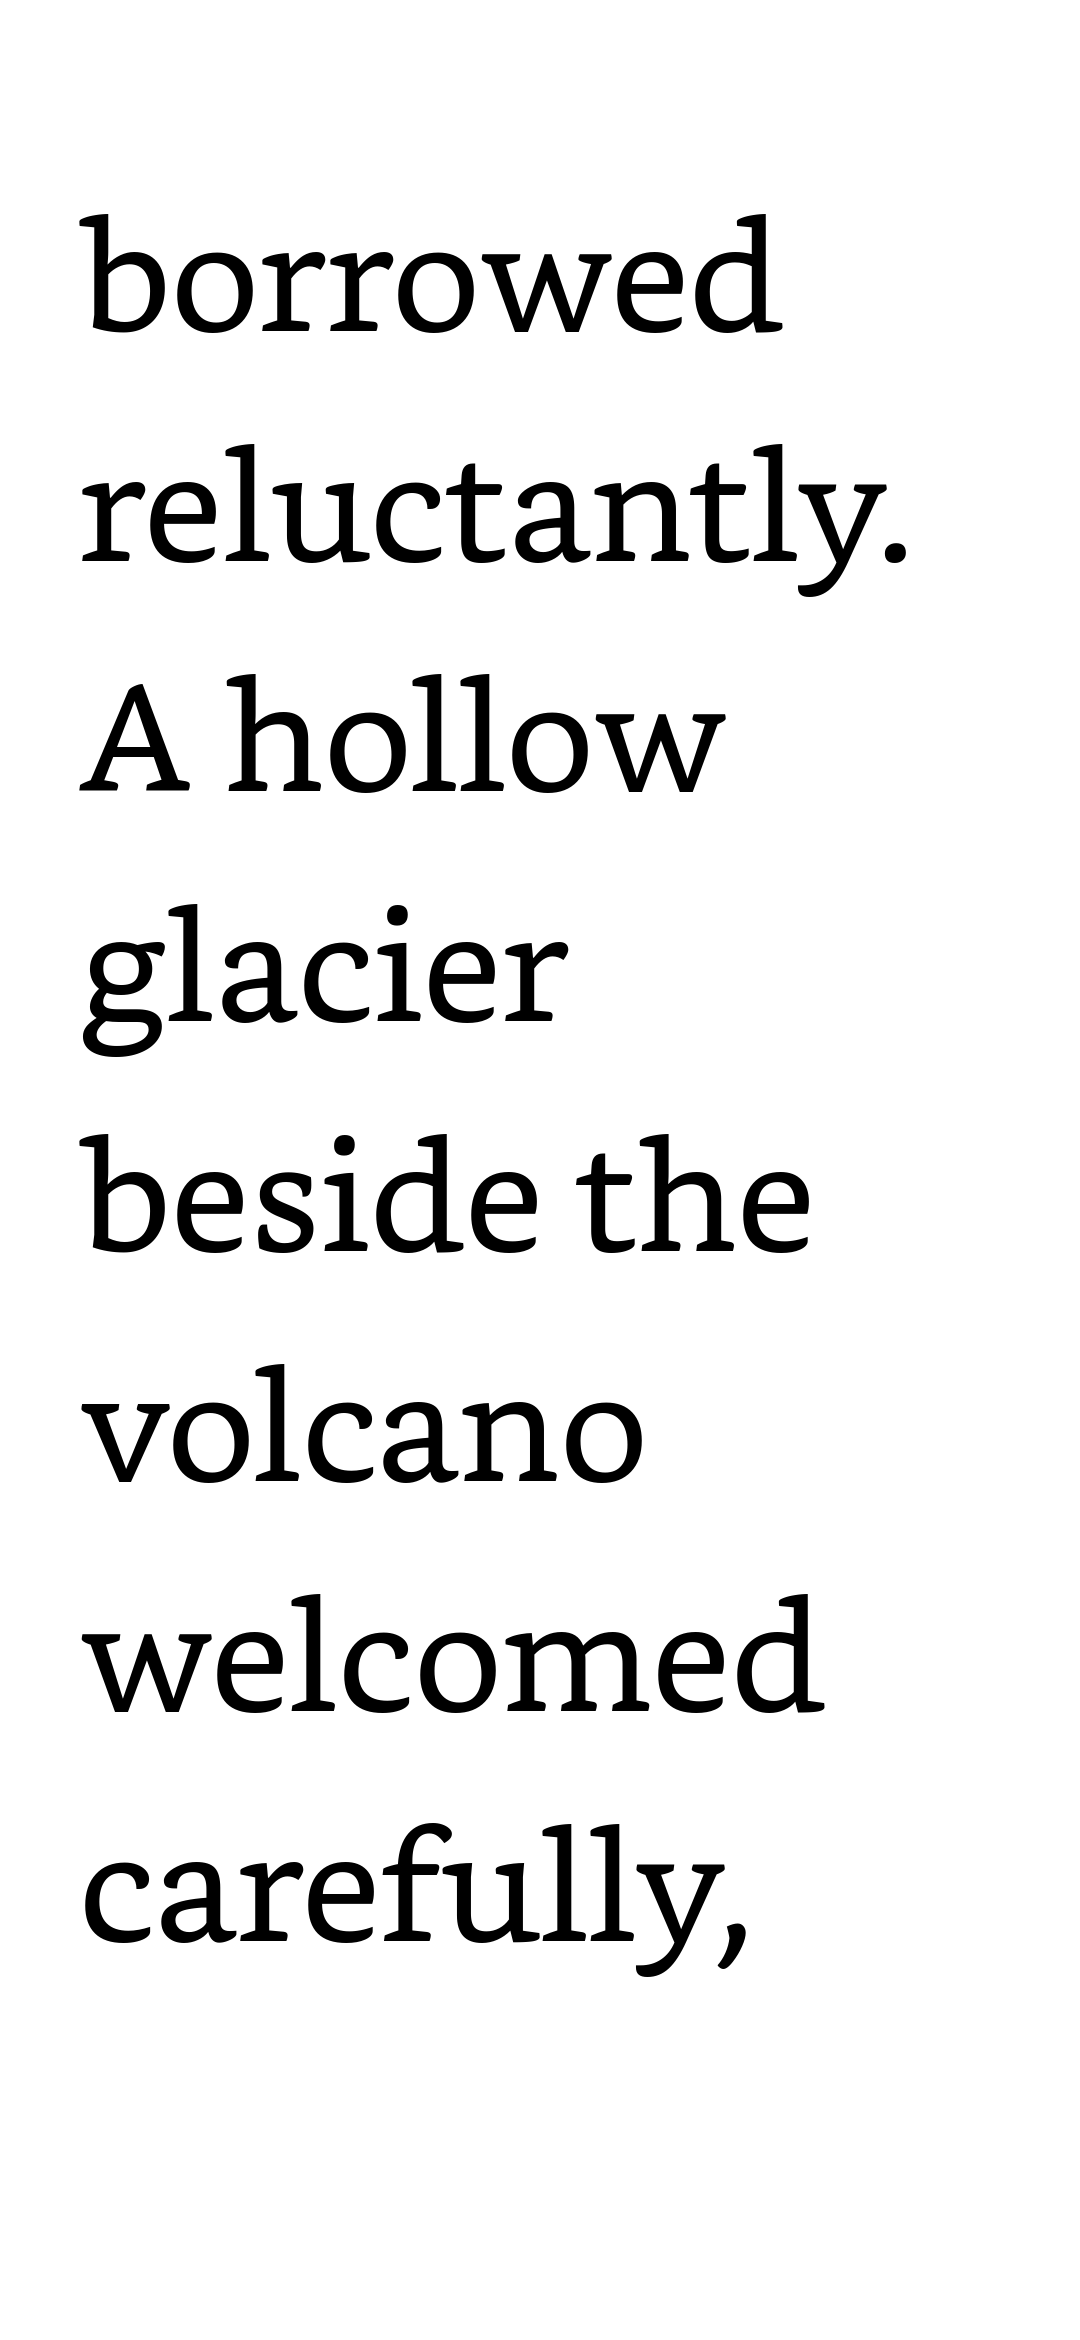 borrowed
reluctantly.
A hollow
glacier
beside the
volcano
welcomed
carefully,